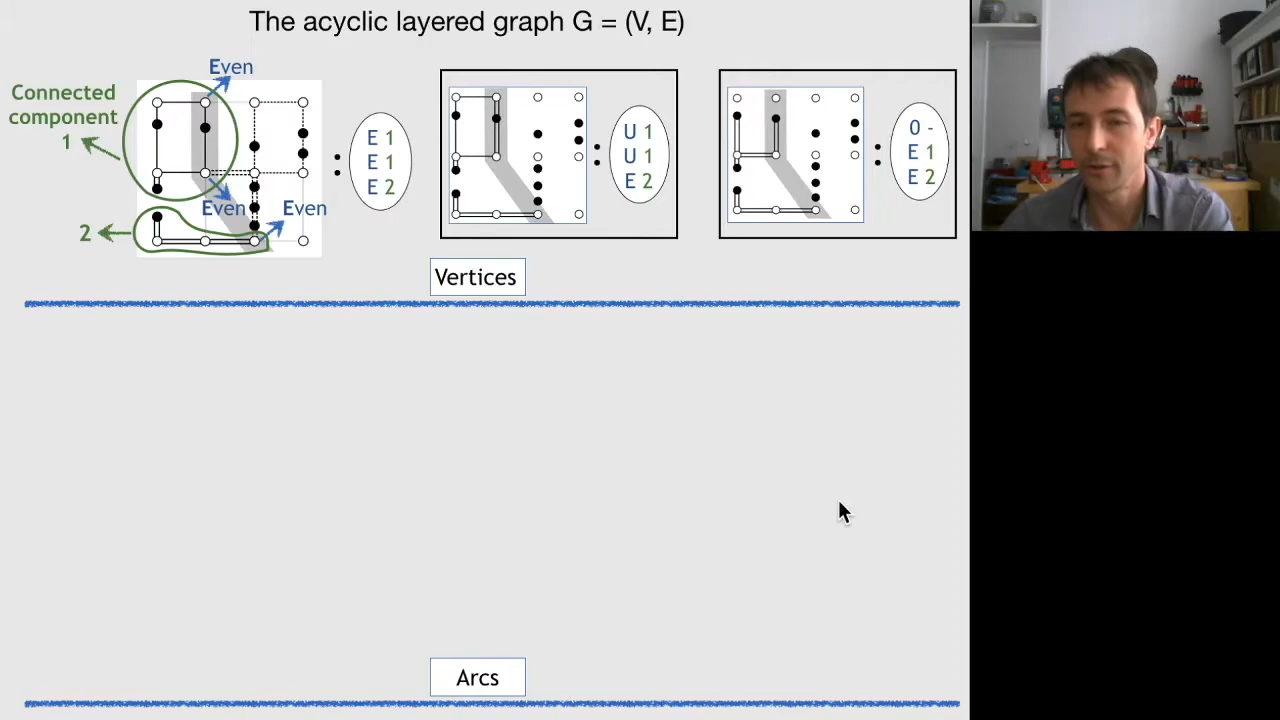 The acyclic layered graph G = (V, E)
Even
Connected
component
1
Even
Even
2
:
E 1
E 1
E 2
:
U 1
U 1
E 2
:
0 -
E 1
E 2
Vertices
Arcs